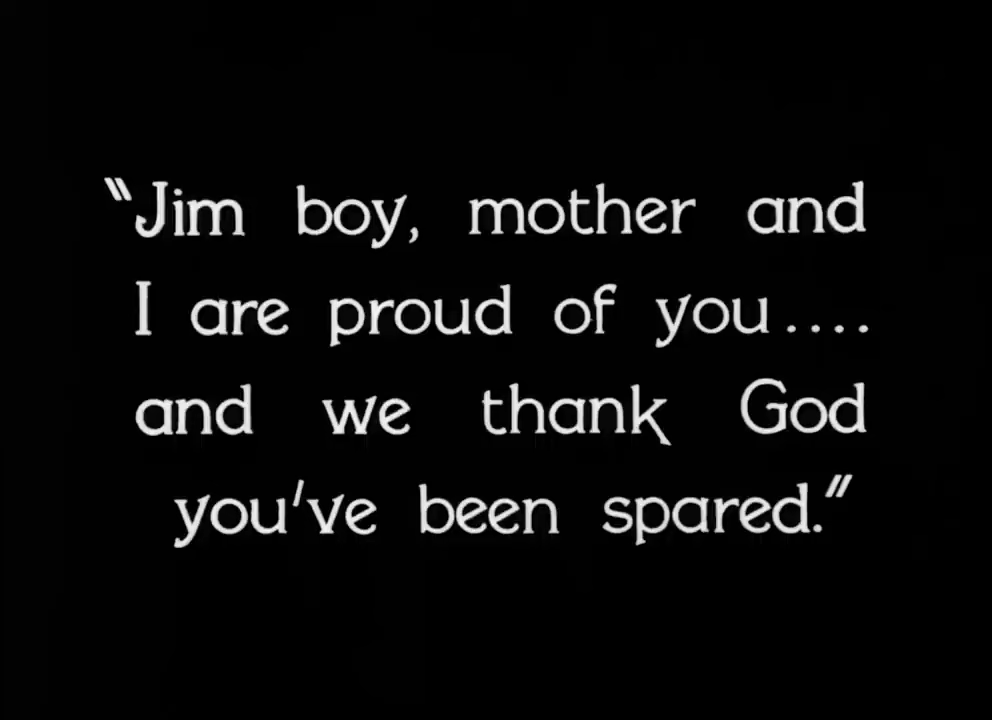 "Jim boy, mother and
I are proud of you....
and we thank God
you've been spared."